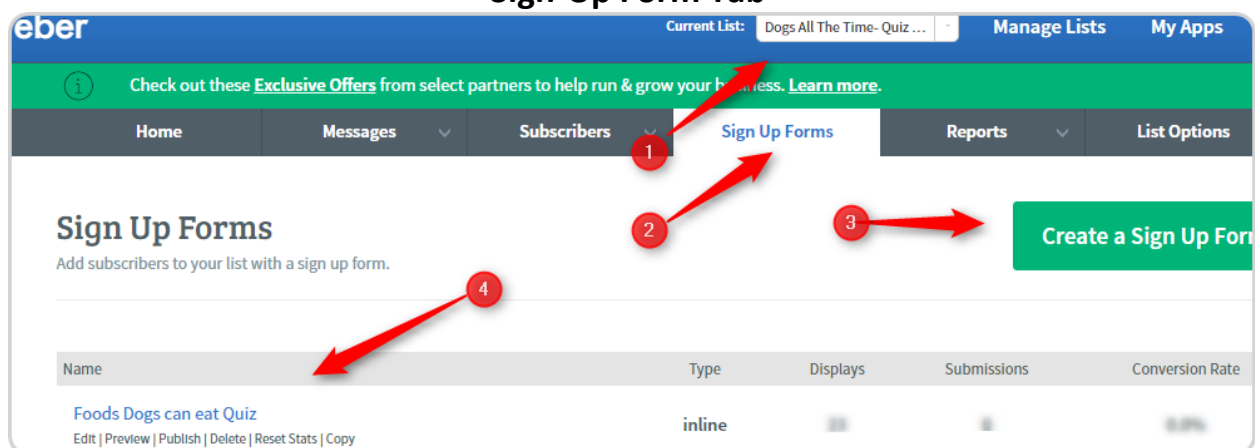 Sign-Up Form Tab
eber Current List: Dogs All The Time- Quiz ... Manage Lists My Apps
Check out these Exclusive Offers from select partners to help run & grow your business. Learn more.
Home Messages Subscribers Sign Up Forms Reports List Options
1
2
3
Sign Up Forms
Create a Sign Up For
Add subscribers to your list with a sign up form.
4
Name Type Displays Submissions Conversion Rate
Foods Dogs can eat Quiz
inline
Edit | Preview | Publish | Delete | Reset Stats | Copy